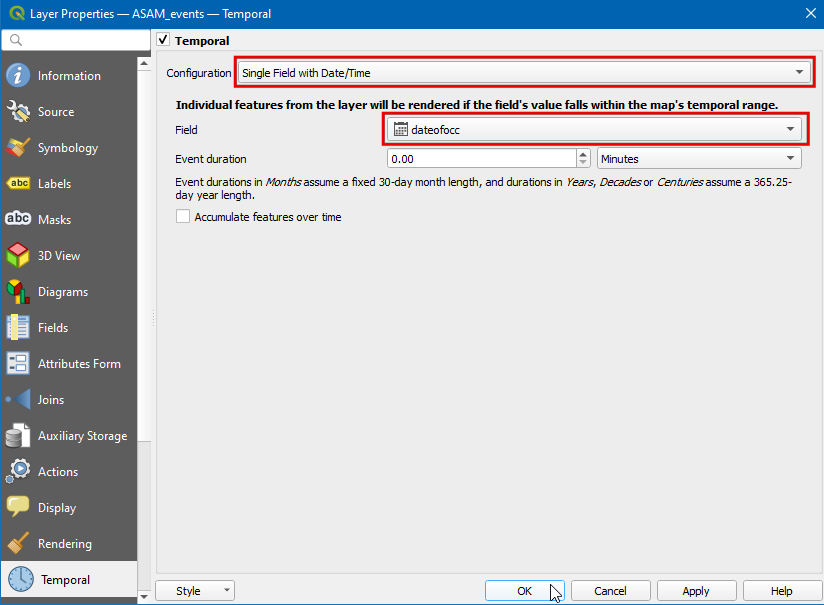 Layer Properties — ASAM_events — Temporal
Information
Source
Symbology
abc Labels
abc Masks
3D View
Diagrams
Fields
Attributes Form
Joins
Auxiliary Storage
Actions
Display
Rendering
Temporal
Temporal
Configuration Single Field with Date/Time
Individual features from the layer will be rendered if the field's value falls within the map's temporal range.
Field dateofocc
Event duration 0.00 Minutes
Event durations in Months assume a fixed 30-day month length, and durations in Years, Decades or Centuries assume a 365.25-
day year length.
Accumulate features over time
Style OK Cancel Apply Help